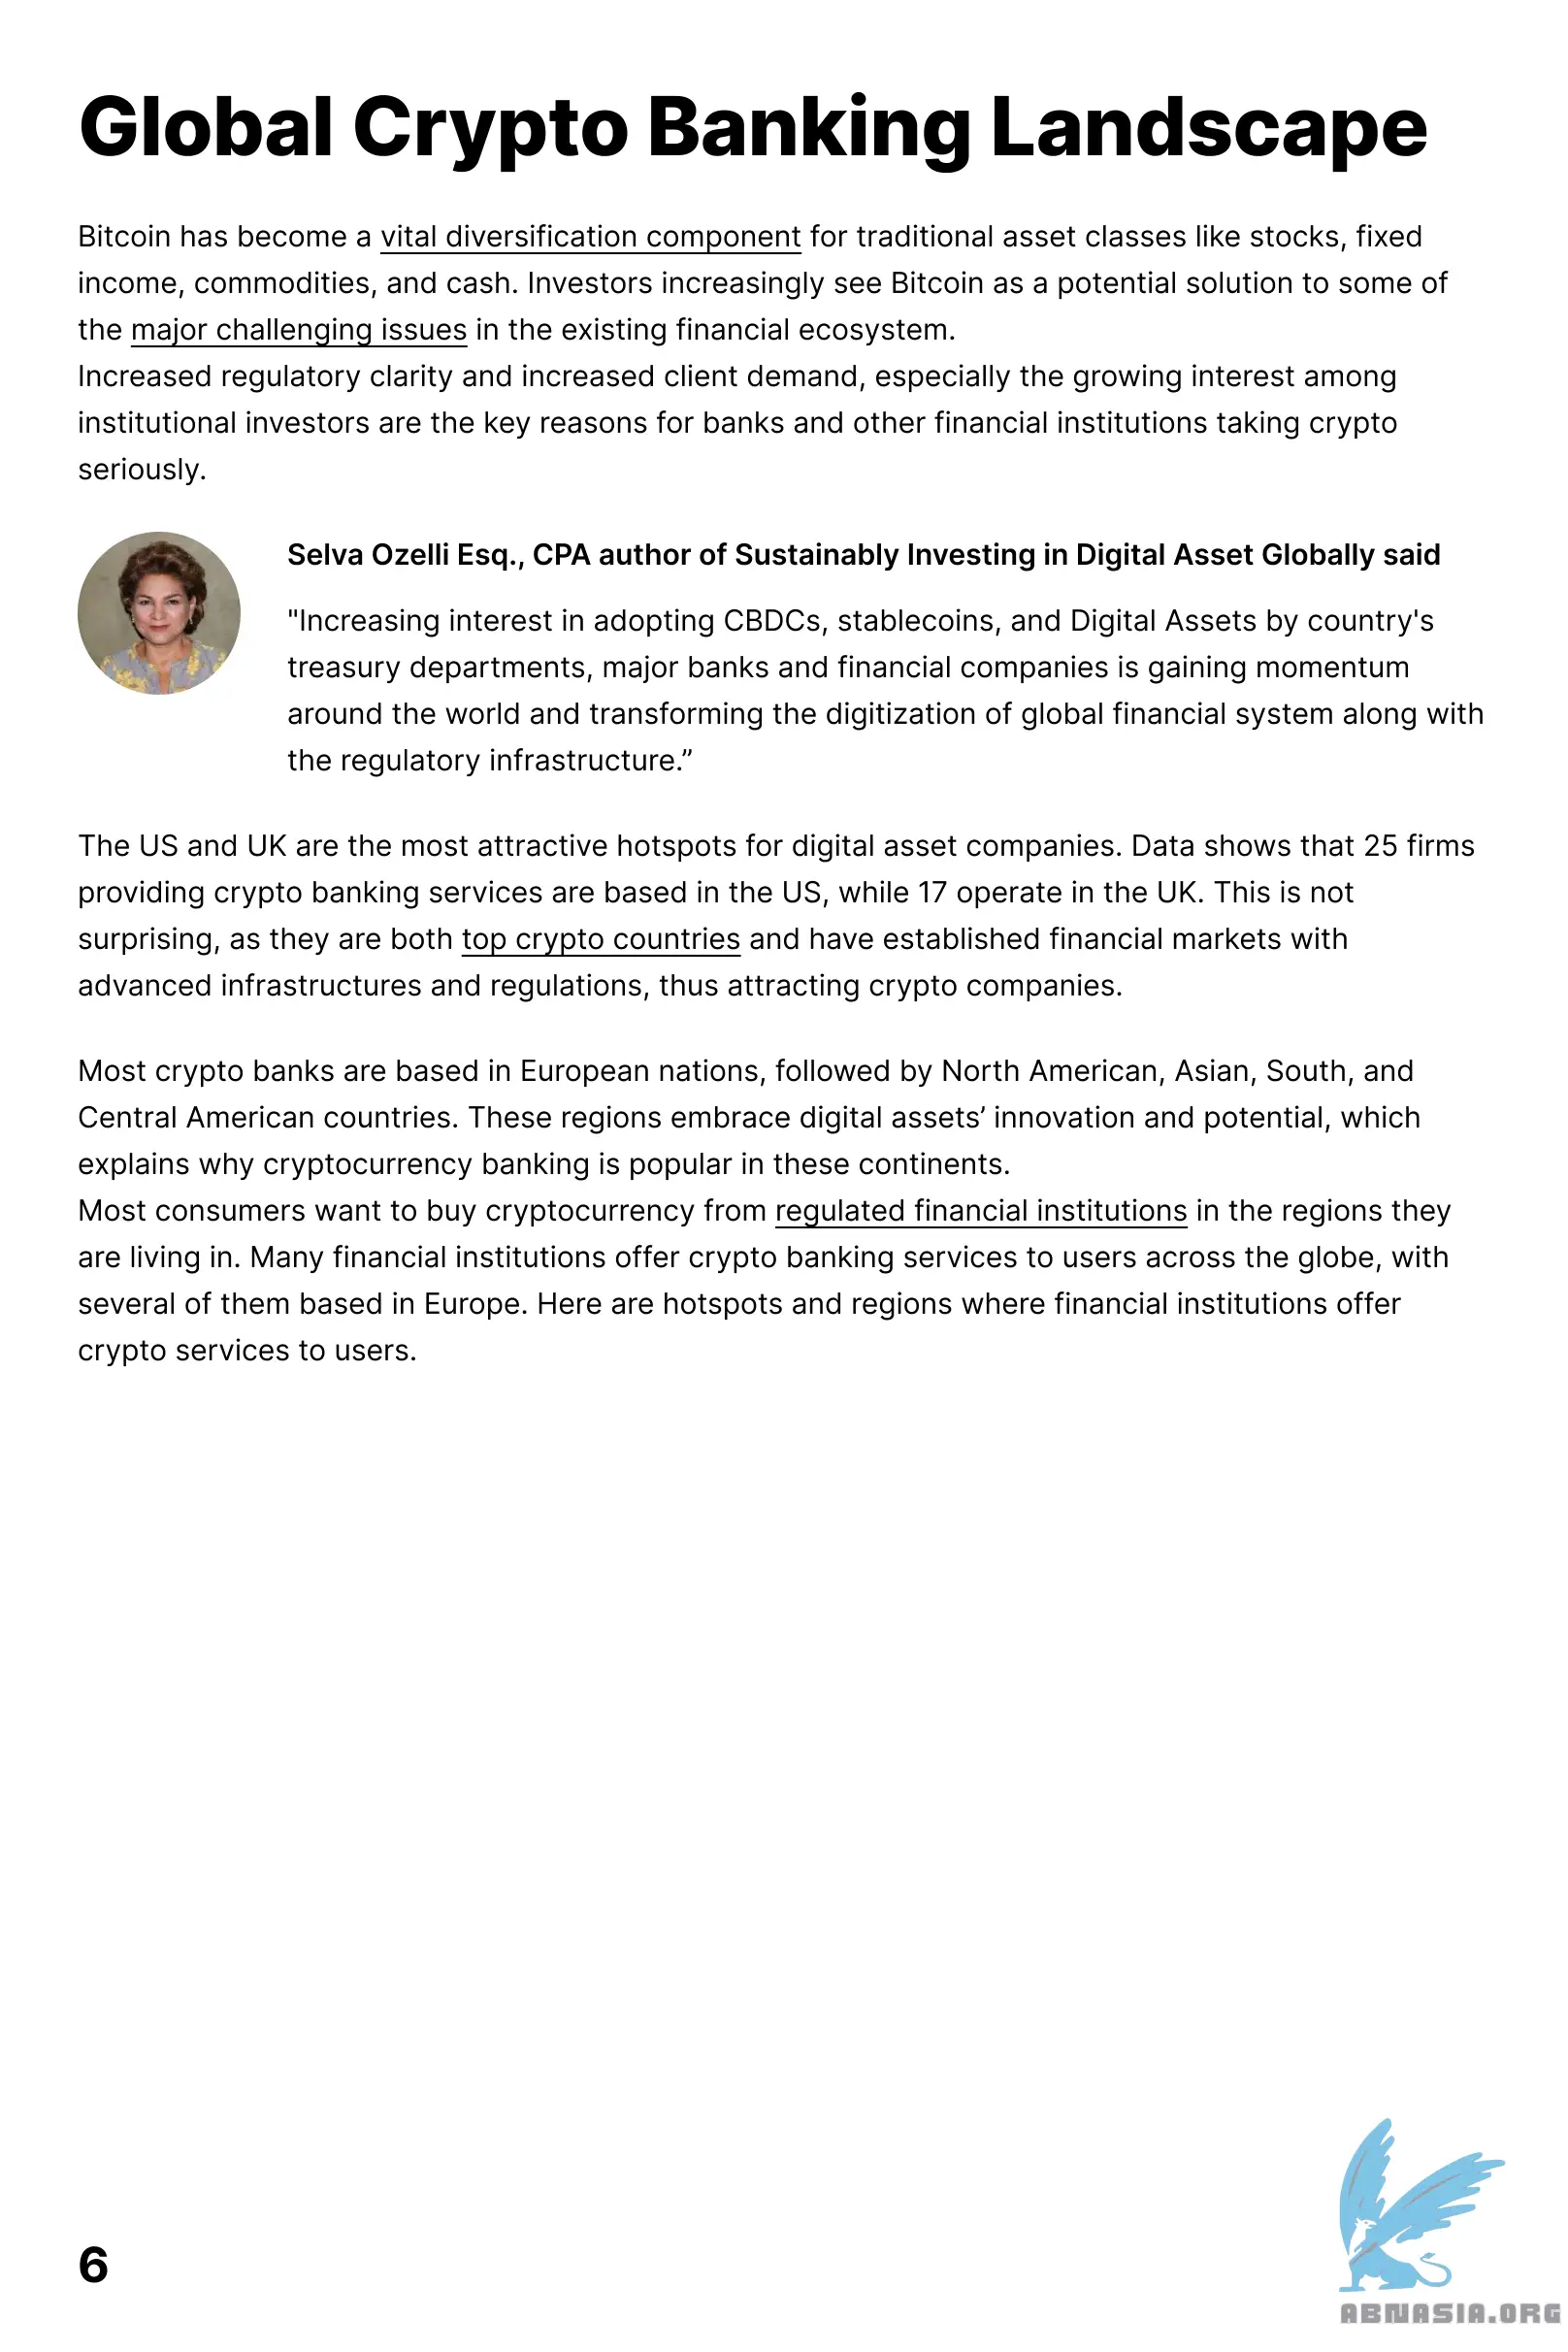 Global Crypto Banking Landscape
Bitcoin has become a vital diversification component for traditional asset classes like stocks, fixed
income, commodities, and cash. Investors increasingly see Bitcoin as a potential solution to some of
the major challenging issues in the existing financial ecosystem.
Increased regulatory clarity and increased client demand, especially the growing interest among
institutional investors are the key reasons for banks and other financial institutions taking crypto
seriously.
Selva Ozelli Esq., CPA author of Sustainably Investing in Digital Asset Globally said
"Increasing interest in adopting CBDCs, stablecoins, and Digital Assets by country's
treasury departments, major banks and financial companies is gaining momentum
around the world and transforming the digitization of global financial system along with
the regulatory infrastructure.”
The US and UK are the most attractive hotspots for digital asset companies. Data shows that 25 firms
providing crypto banking services are based in the US, while 17 operate in the UK. This is not
surprising, as they are both top crypto countries and have established financial markets with
advanced infrastructures and regulations, thus attracting crypto companies.
Most crypto banks are based in European nations, followed by North American, Asian, South, and
Central American countries. These regions embrace digital assets’ innovation and potential, which
explains why cryptocurrency banking is popular in these continents.
Most consumers want to buy cryptocurrency from regulated financial institutions in the regions they
are living in. Many financial institutions offer crypto banking services to users across the globe, with
several of them based in Europe. Here are hotspots and regions where financial institutions offer
crypto services to users.
6
ABNASIA.ORG